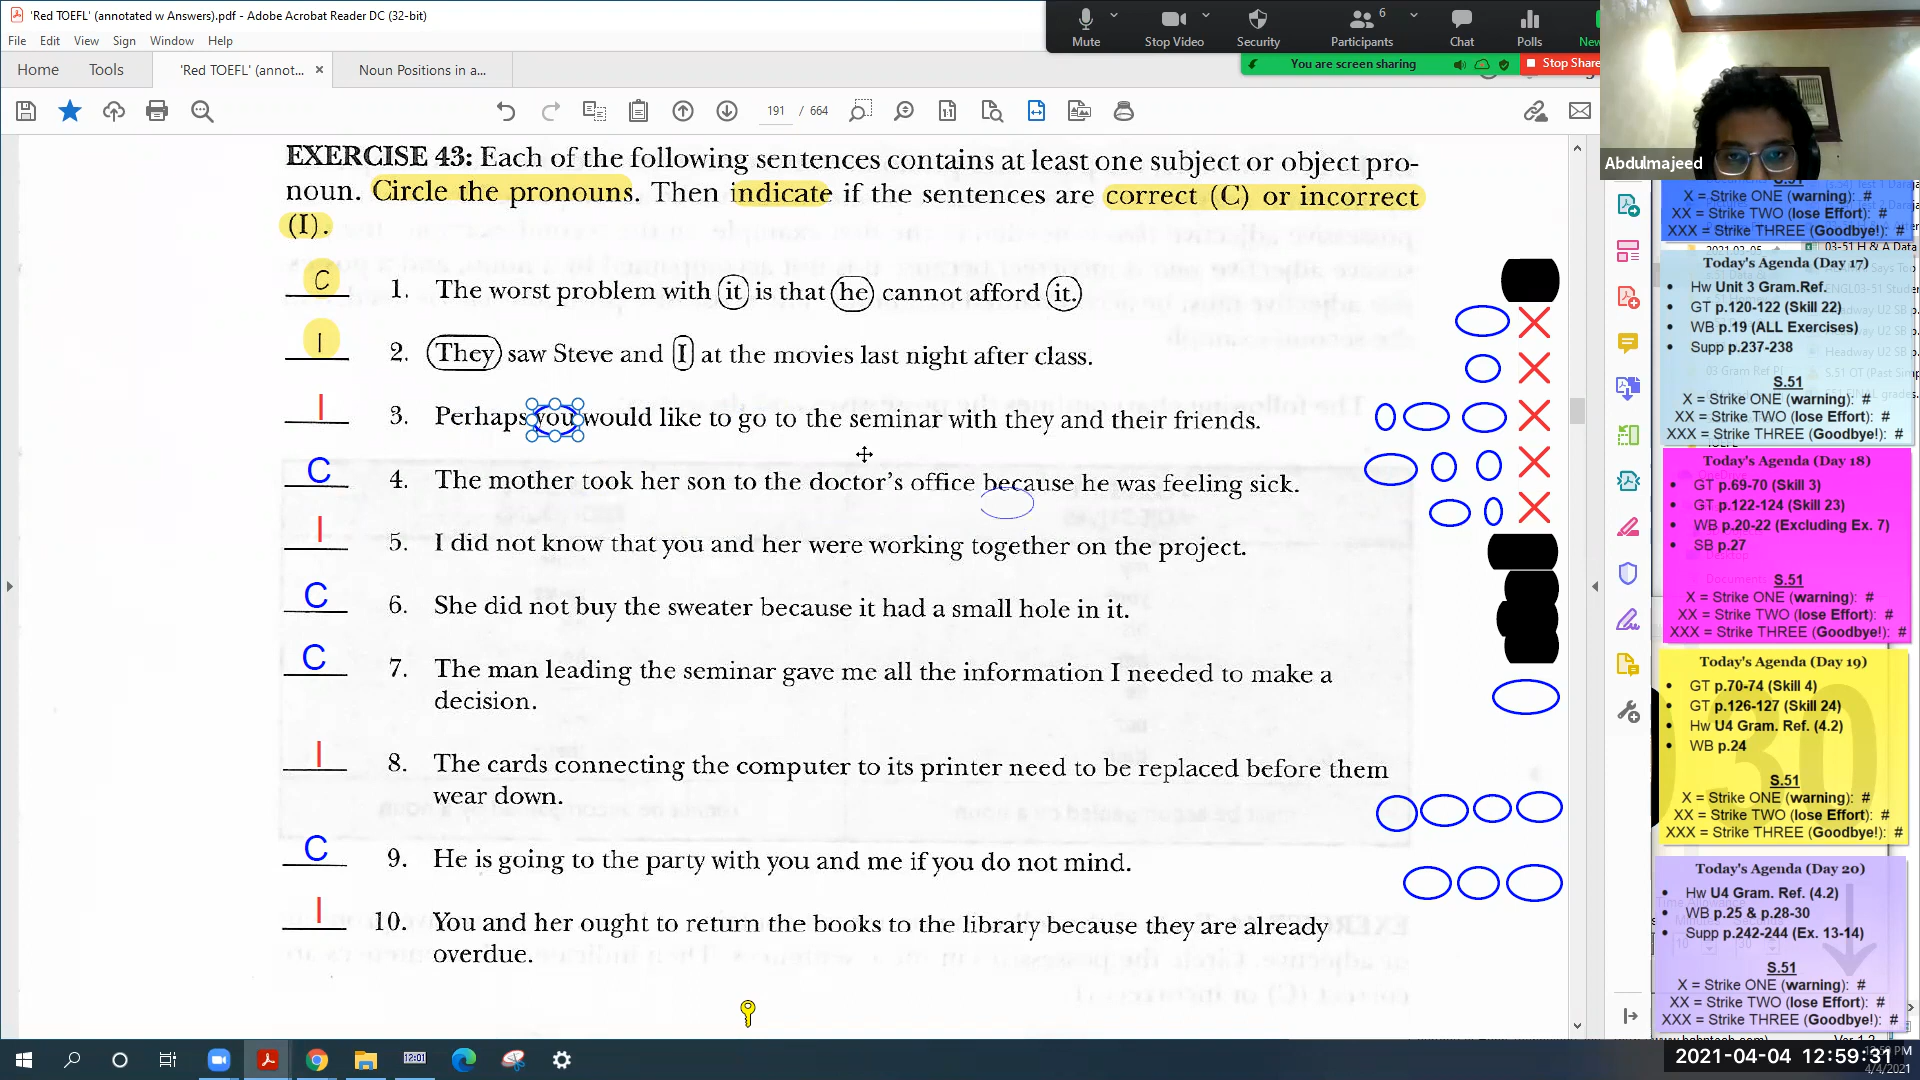 'Red TOEFL' (annotated w Answers).pdf - Adobe Acrobat Reader DC (32-bit)
File Edit View Sign Window Help
Home Tools 'Red TOEFL' (annot... × Noun Positions in a...
Mute Stop Video Security Participants 6 Chat Polls New
You are screen sharing Stop Share
191 / 664
EXERCISE 43: Each of the following sentences contains at least one subject or object pro-
noun. Circle the pronouns. Then indicate if the sentences are correct (C) or incorrect
(I).
C 1. The worst problem with it is that he cannot afford it.
I 2. They saw Steve and I at the movies last night after class.
I 3. Perhaps you would like to go to the seminar with they and their friends.
C 4. The mother took her son to the doctor's office because he was feeling sick.
I 5. I did not know that you and her were working together on the project.
C 6. She did not buy the sweater because it had a small hole in it.
C 7. The man leading the seminar gave me all the information I needed to make a
decision.
I 8. The cards connecting the computer to its printer need to be replaced before them
wear down.
C 9. He is going to the party with you and me if you do not mind.
I 10. You and her ought to return the books to the library because they are already
overdue.
Abdulmajeed
S.51
X = Strike ONE (warning): #
XX = Strike TWO (lose Effort): #
XXX = Strike THREE (Goodbye!): #
Today's Agenda (Day 17)
• Hw Unit 3 Gram.Ref.
• GT p.120-122 (Skill 22)
• WB p.19 (ALL Exercises)
• Supp p.237-238
S.51
X = Strike ONE (warning): #
XX = Strike TWO (lose Effort): #
XXX = Strike THREE (Goodbye!): #
Today's Agenda (Day 18)
• GT p.69-70 (Skill 3)
• GT p.122-124 (Skill 23)
• WB p.20-22 (Excluding Ex. 7)
• SB p.27
S.51
X = Strike ONE (warning): #
XX = Strike TWO (lose Effort): #
XXX = Strike THREE (Goodbye!): #
Today's Agenda (Day 19)
• GT p.70-74 (Skill 4)
• GT p.126-127 (Skill 24)
• Hw U4 Gram. Ref. (4.2)
• WB p.24
S.51
X = Strike ONE (warning): #
XX = Strike TWO (lose Effort): #
XXX = Strike THREE (Goodbye!): #
Today's Agenda (Day 20)
• Hw U4 Gram. Ref. (4.2)
• WB p.25 & p.28-30
• Supp p.242-244 (Ex. 13-14)
S.51
X = Strike ONE (warning): #
XX = Strike TWO (lose Effort): #
XXX = Strike THREE (Goodbye!): #
12:01
2021-04-04 12:59:31
4/4/2021